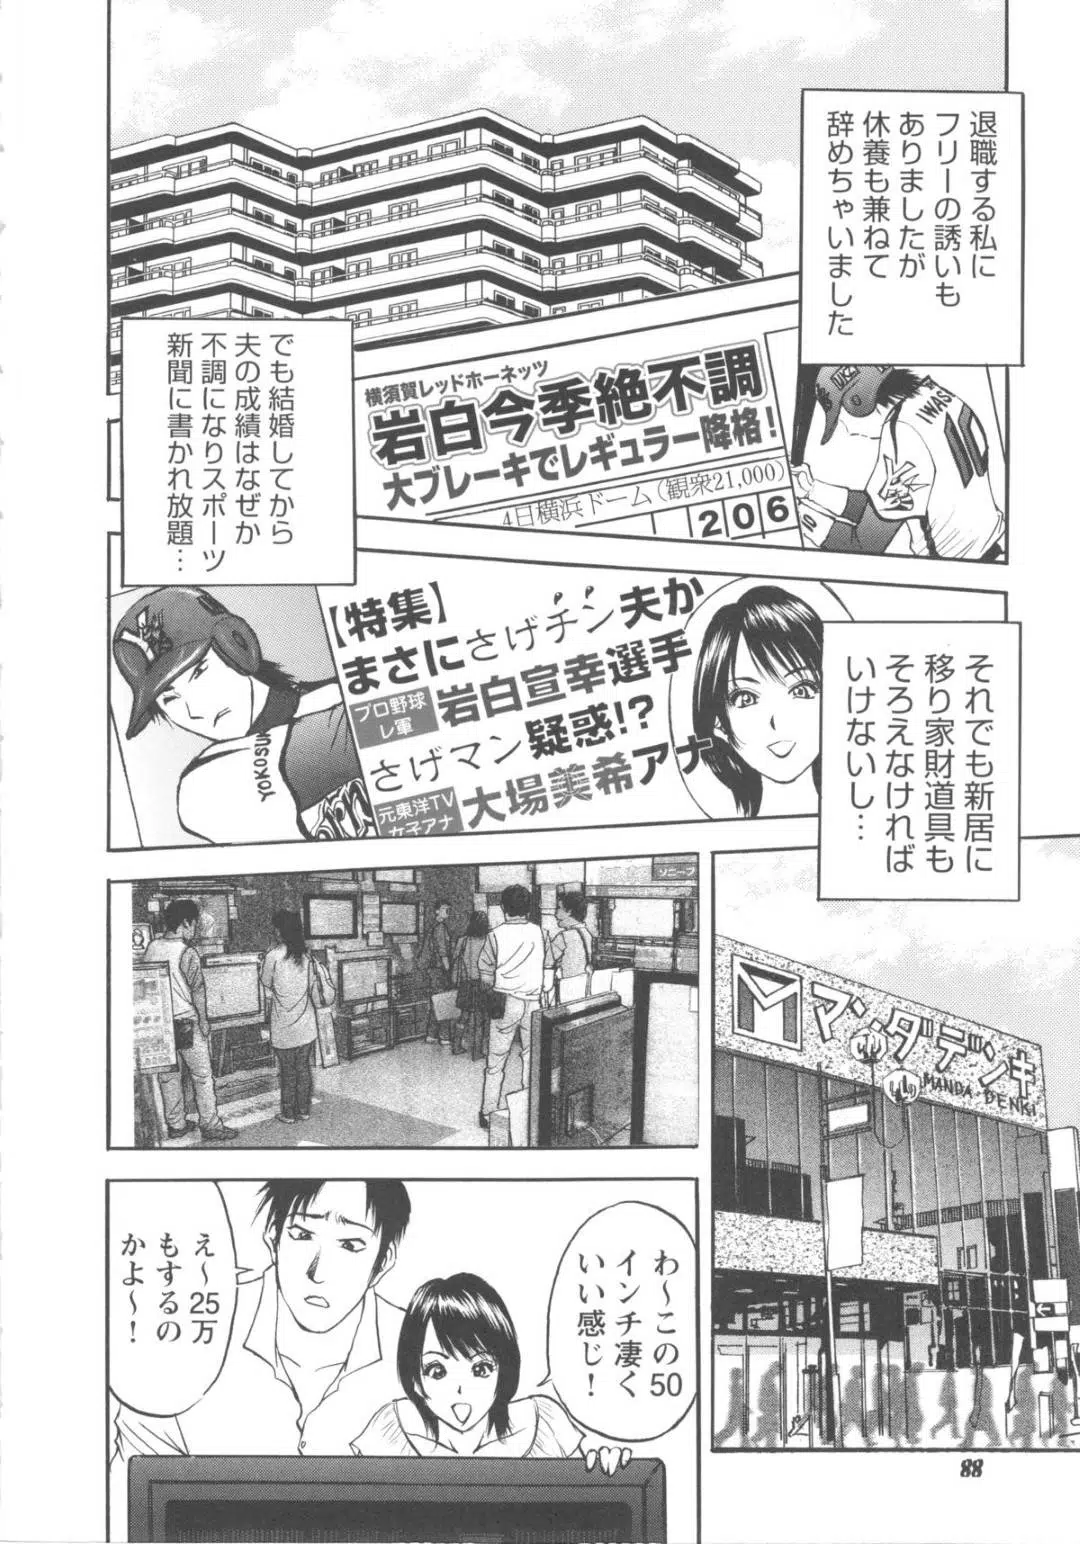 退職する私に
フリーの誘いも
ありましたが
休養も兼ねて
辞めちゃいました
IWAS
10
横須賀レッドホーネッツ
岩白今季絶不調
大ブレーキでレギュラー降格!
4日横浜ドーム(観衆21,000)
206
でも結婚してから
夫の成績はなぜか
不調になりスポーツ
新聞に書かれ放題…
それでも新居に
移り家財道具も
そろえなければ
いけないし…
【特集】
まさにさげチン夫か
プロ野球
レ軍
岩白宣幸選手
さげマン疑惑!?
元東洋TV
女子アナ
大場美希アナ
YOKOSUK
ソニーフ
マンダデンキ
MANDA DENKi
わ〜この50
インチ凄く
いい感じ!
え〜25万
もするの
かよ〜!
88